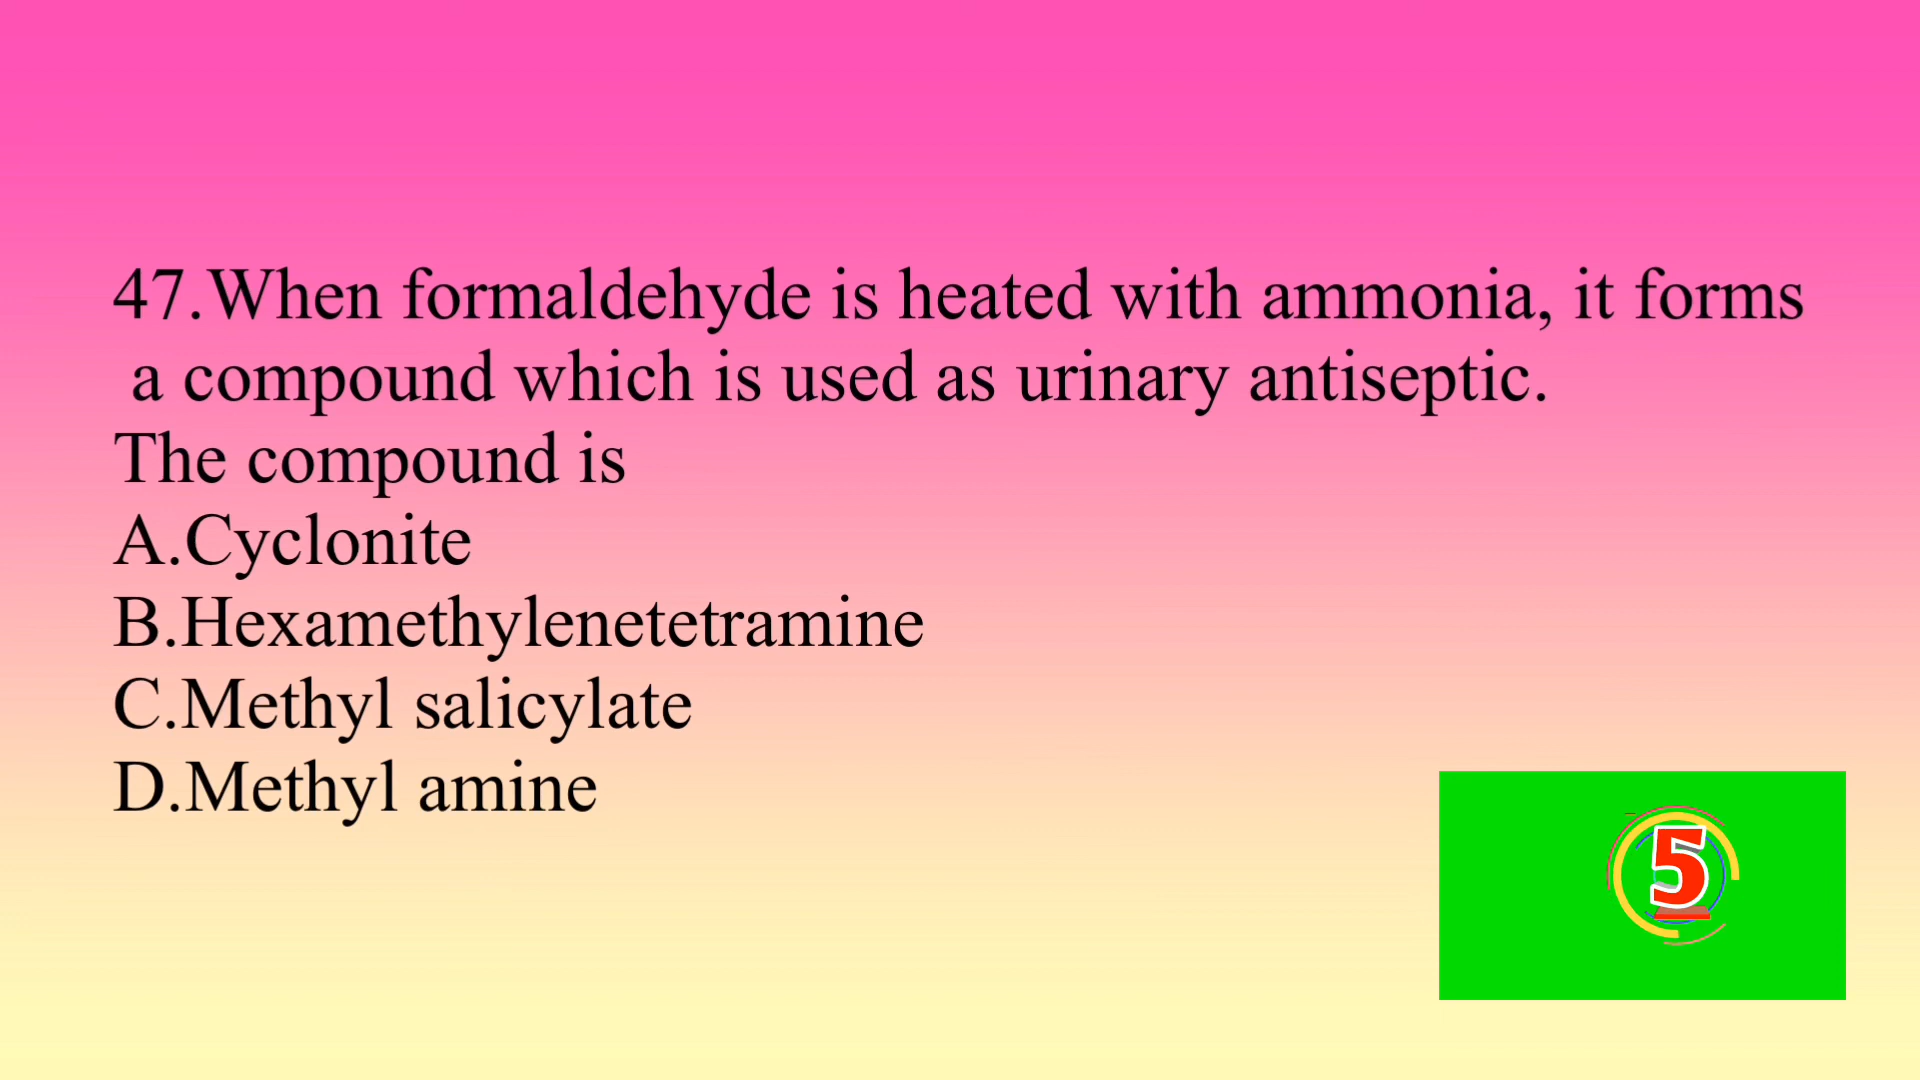 47.When formaldehyde is heated with ammonia, it forms
a compound which is used as urinary antiseptic.
The compound is
A.Cyclonite
B.Hexamethylenetetramine
C.Methyl salicylate
D.Methyl amine
5